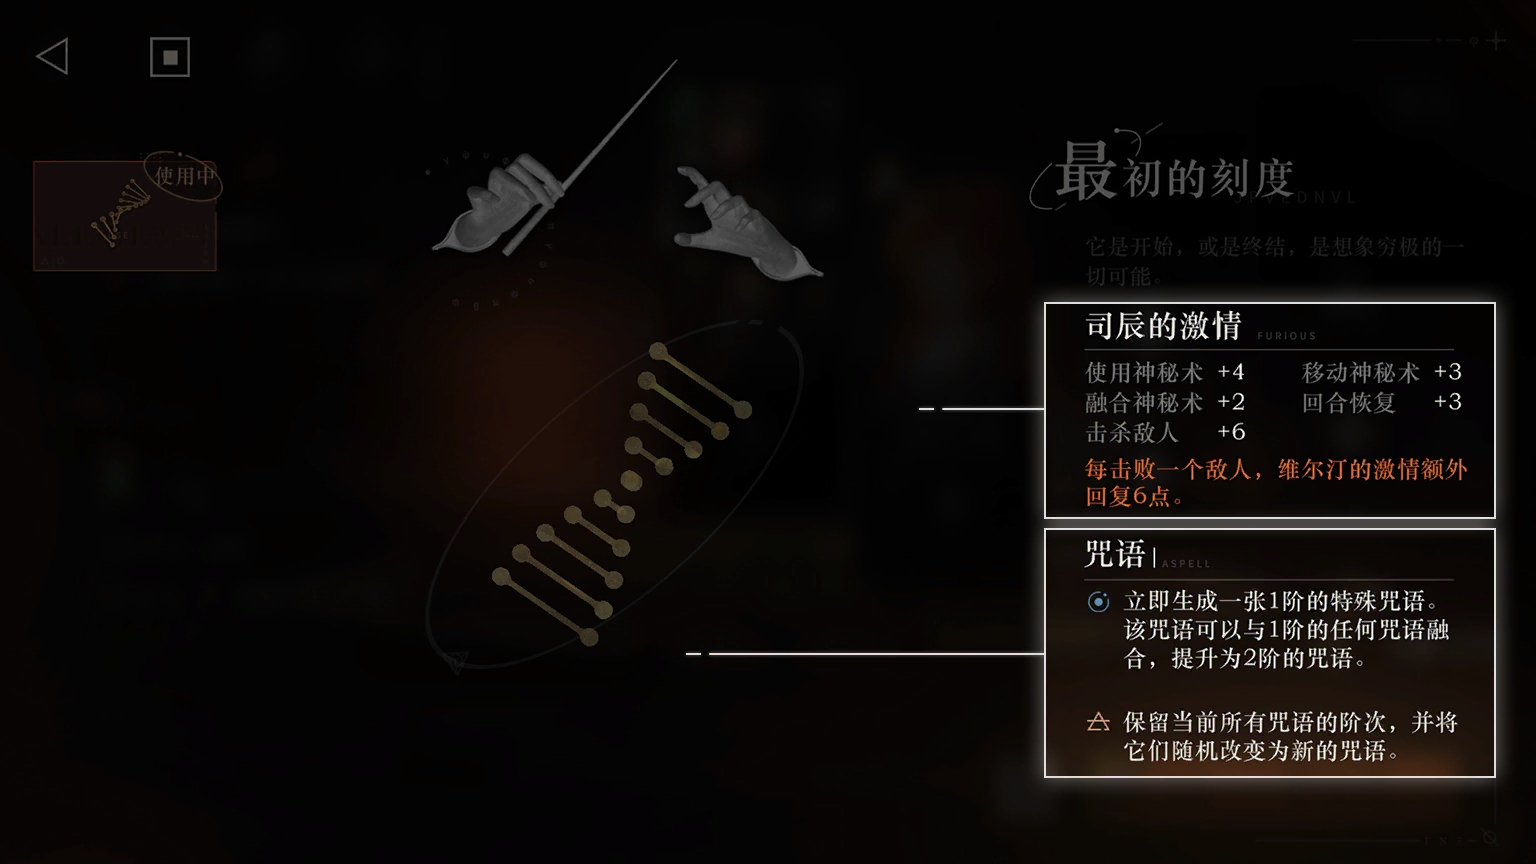 使用中
最初的刻度
它是开始，或是终结，是想象穷极的一
切可能。
司辰的激情 FURIOUS
使用神秘术 +4 移动神秘术 +3
融合神秘术 +2 回合恢复 +3
击杀敌人 +6
每击败一个敌人，维尔汀的激情额外
回复6点。
咒语 ASPELL
立即生成一张1阶的特殊咒语。
该咒语可以与1阶的任何咒语融
合，提升为2阶的咒语。
保留当前所有咒语的阶次，并将
它们随机改变为新的咒语。